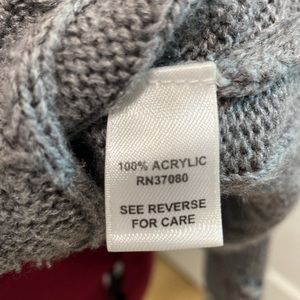 100% ACRYLIC
RN37080
SEE REVERSE
FOR CARE